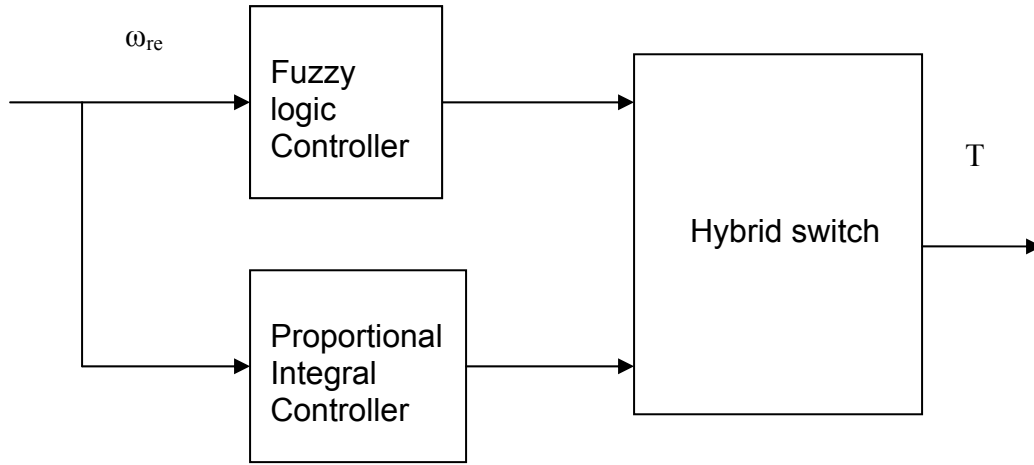 ωre
Fuzzy
logic
Controller
T
Hybrid switch
Proportional
Integral
Controller